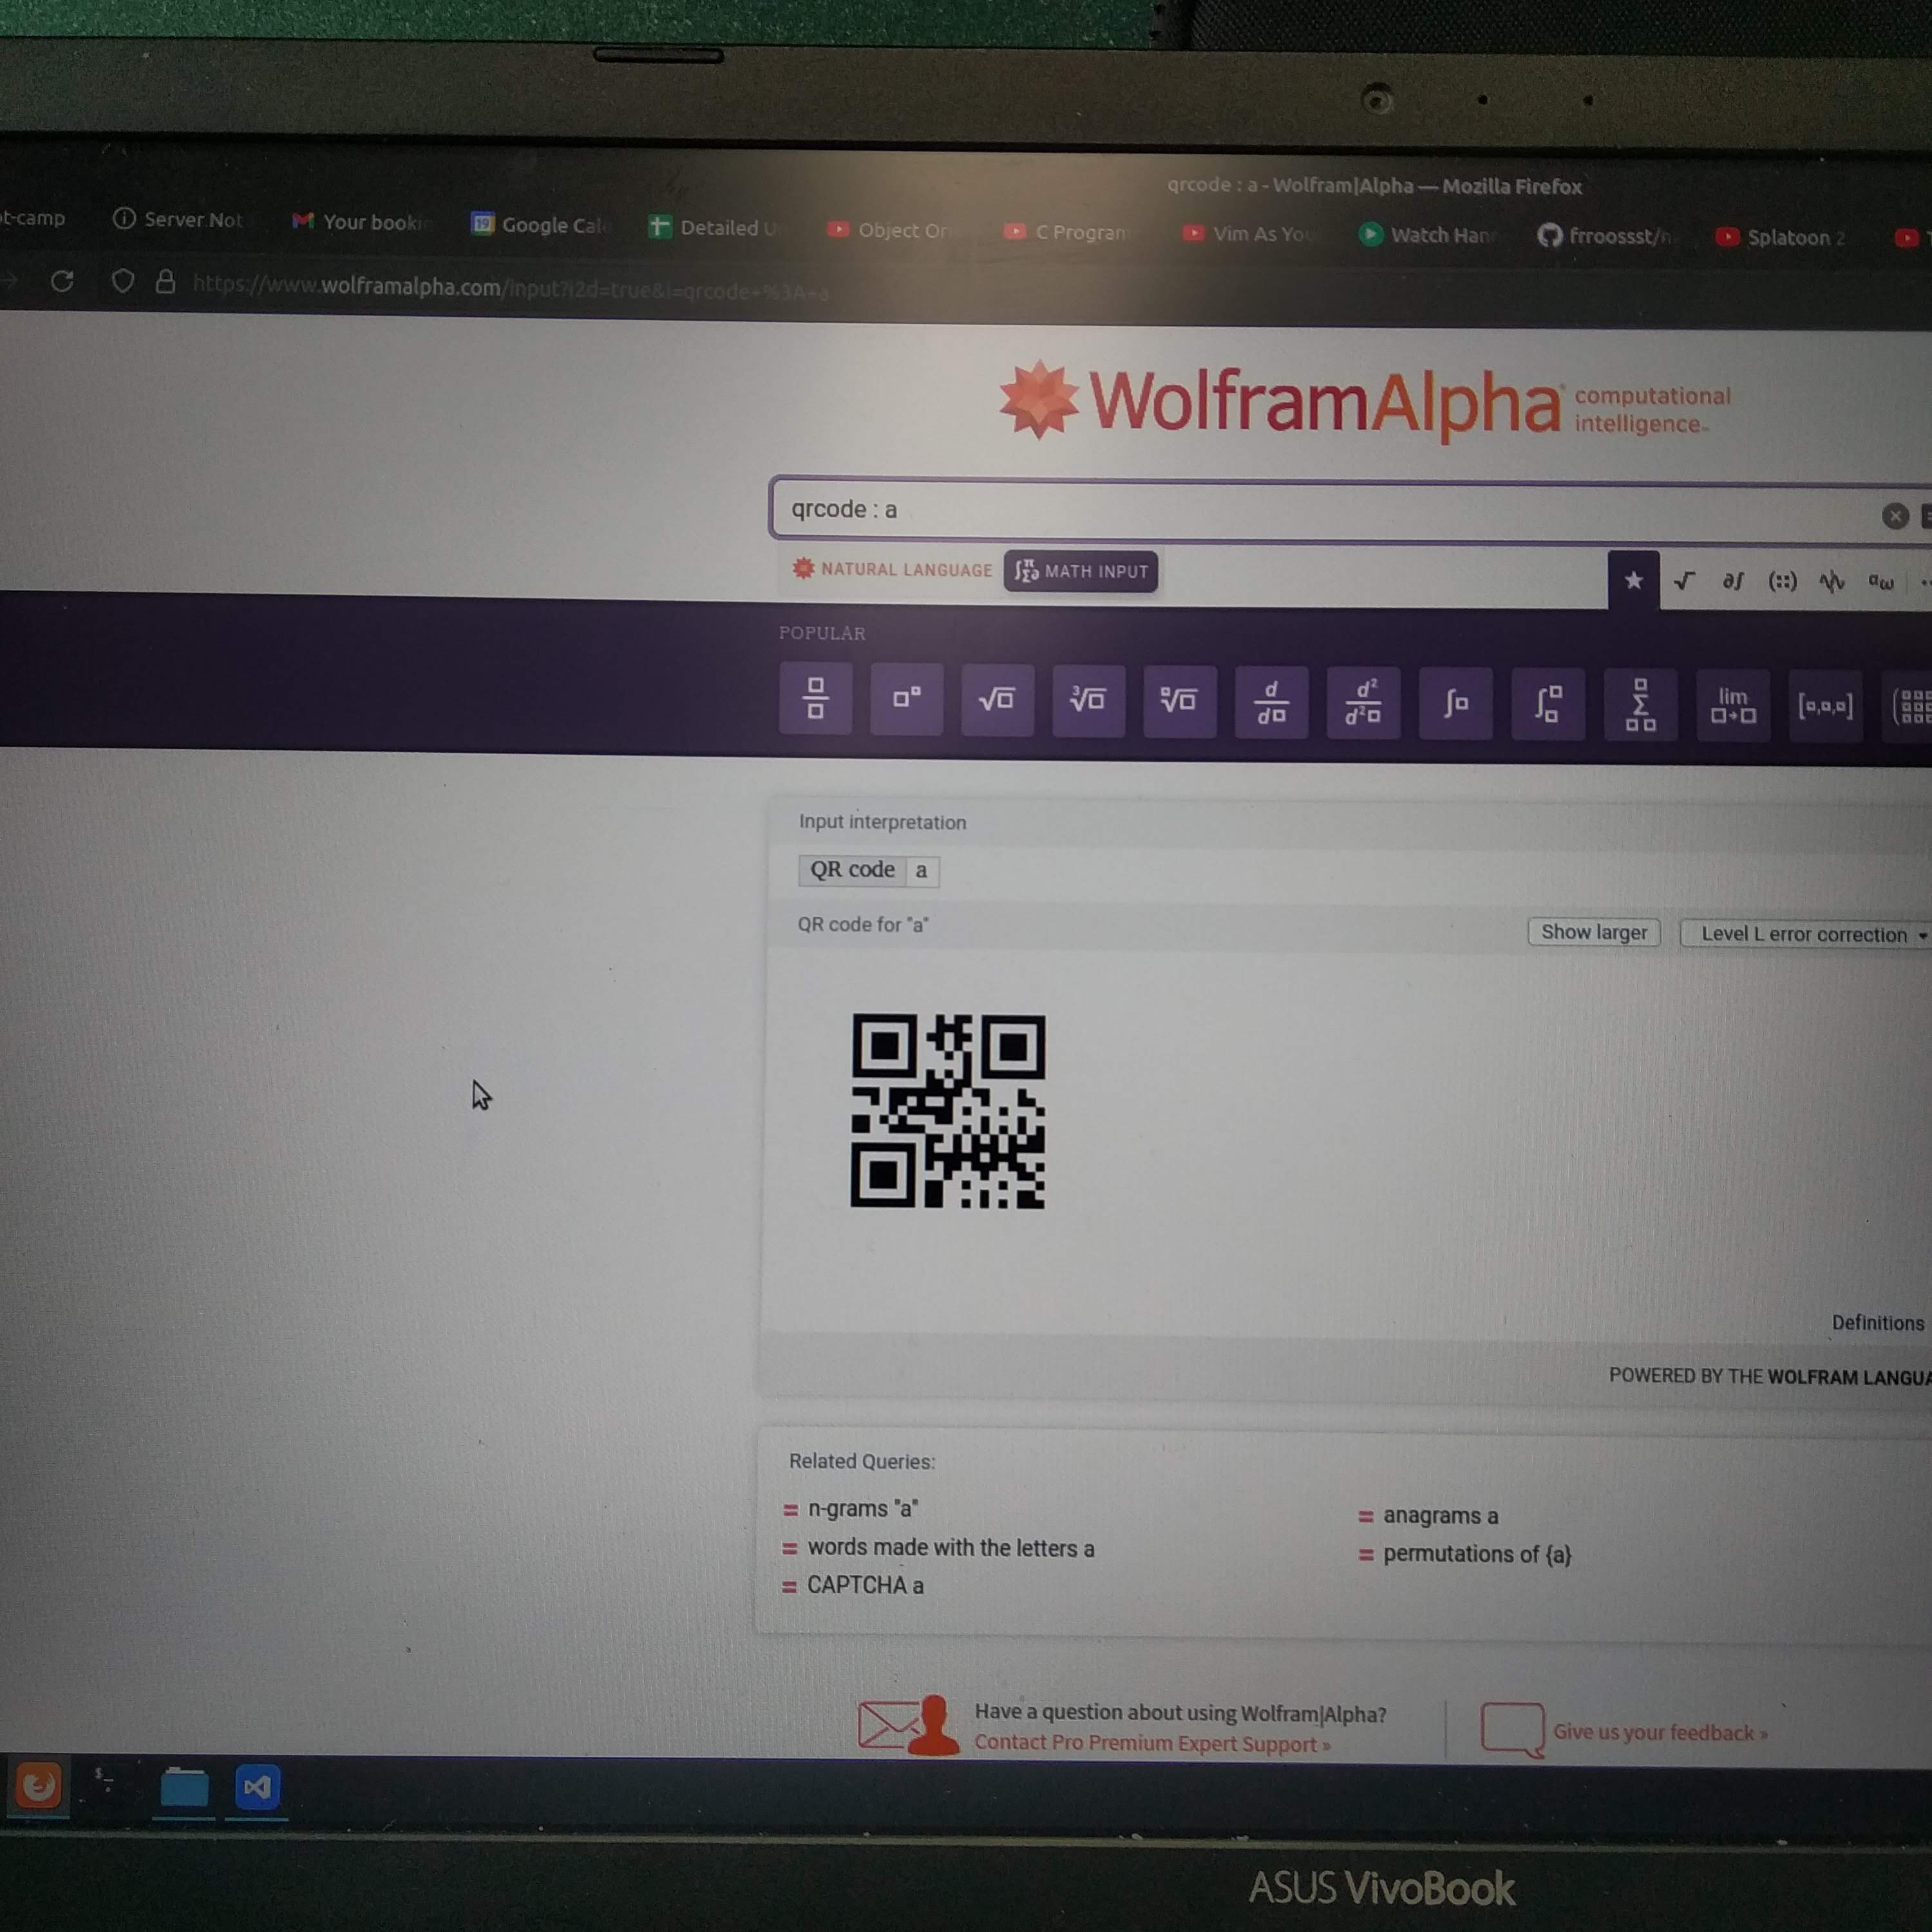 qrcode : a - Wolfram|Alpha — Mozilla Firefox
t-camp Server Not Your bookin Google Cale Detailed U Object Or C Program Vim As You Watch Han frroossst/n Splatoon 2
https://www.wolframalpha.com/input?i2d=true&i=qrcode+%3A+a
WolframAlpha computational intelligence™
qrcode : a
NATURAL LANGUAGE MATH INPUT
POPULAR
lim
Input interpretation
QR code a
QR code for "a" Show larger Level L error correction
Definitions
POWERED BY THE WOLFRAM LANGUA
Related Queries:
n-grams "a" anagrams a
words made with the letters a permutations of {a}
CAPTCHA a
Have a question about using Wolfram|Alpha?
Contact Pro Premium Expert Support » Give us your feedback »
ASUS VivoBook